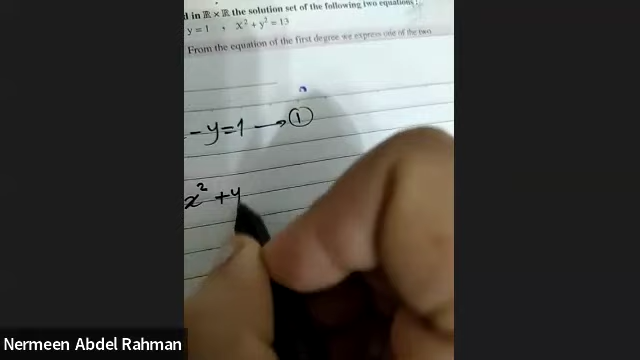 in ℝ × ℝ the solution set of the following two equations :
y = 1 , x² + y² = 13
From the equation of the first degree we express one of the two
- y = 1 → ①
x² + y
Nermeen Abdel Rahman